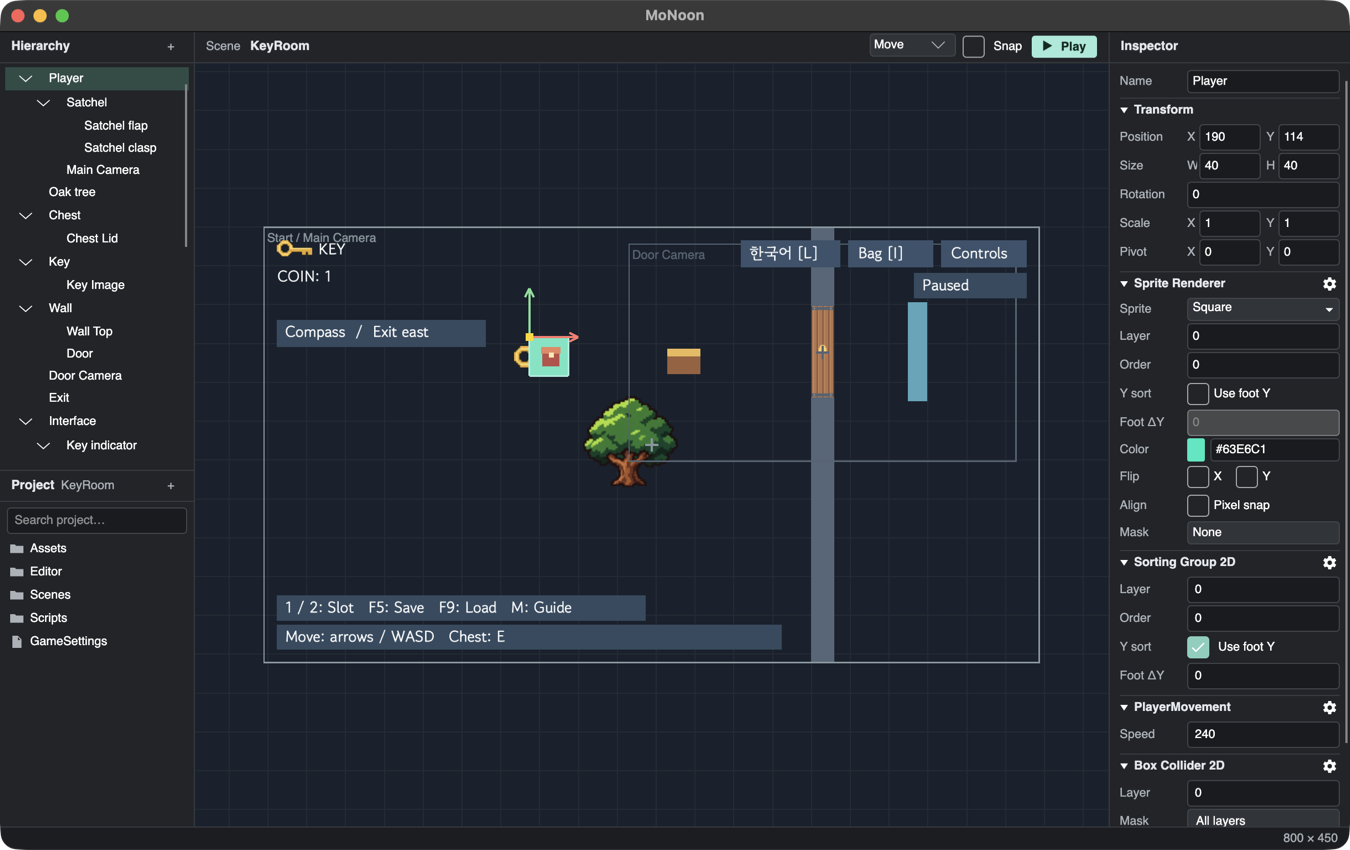 MoNoon
Hierarchy +
Player
Satchel
Satchel flap
Satchel clasp
Main Camera
Oak tree
Chest
Chest Lid
Key
Key Image
Wall
Wall Top
Door
Door Camera
Exit
Interface
Key indicator
Project KeyRoom +
Search project...
Assets
Editor
Scenes
Scripts
GameSettings
Scene KeyRoom
Move Snap Play
Start / Main Camera
KEY
COIN: 1
Compass / Exit east
Door Camera
한국어 [L] Bag [I] Controls
Paused
1 / 2: Slot F5: Save F9: Load M: Guide
Move: arrows / WASD Chest: E
Inspector
Name Player
Transform
Position X 190 Y 114
Size W 40 H 40
Rotation 0
Scale X 1 Y 1
Pivot X 0 Y 0
Sprite Renderer
Sprite Square
Layer 0
Order 0
Y sort Use foot Y
Foot ΔY 0
Color #63E6C1
Flip X Y
Align Pixel snap
Mask None
Sorting Group 2D
Layer 0
Order 0
Y sort Use foot Y
Foot ΔY 0
PlayerMovement
Speed 240
Box Collider 2D
Layer 0
Mask All layers
800 × 450